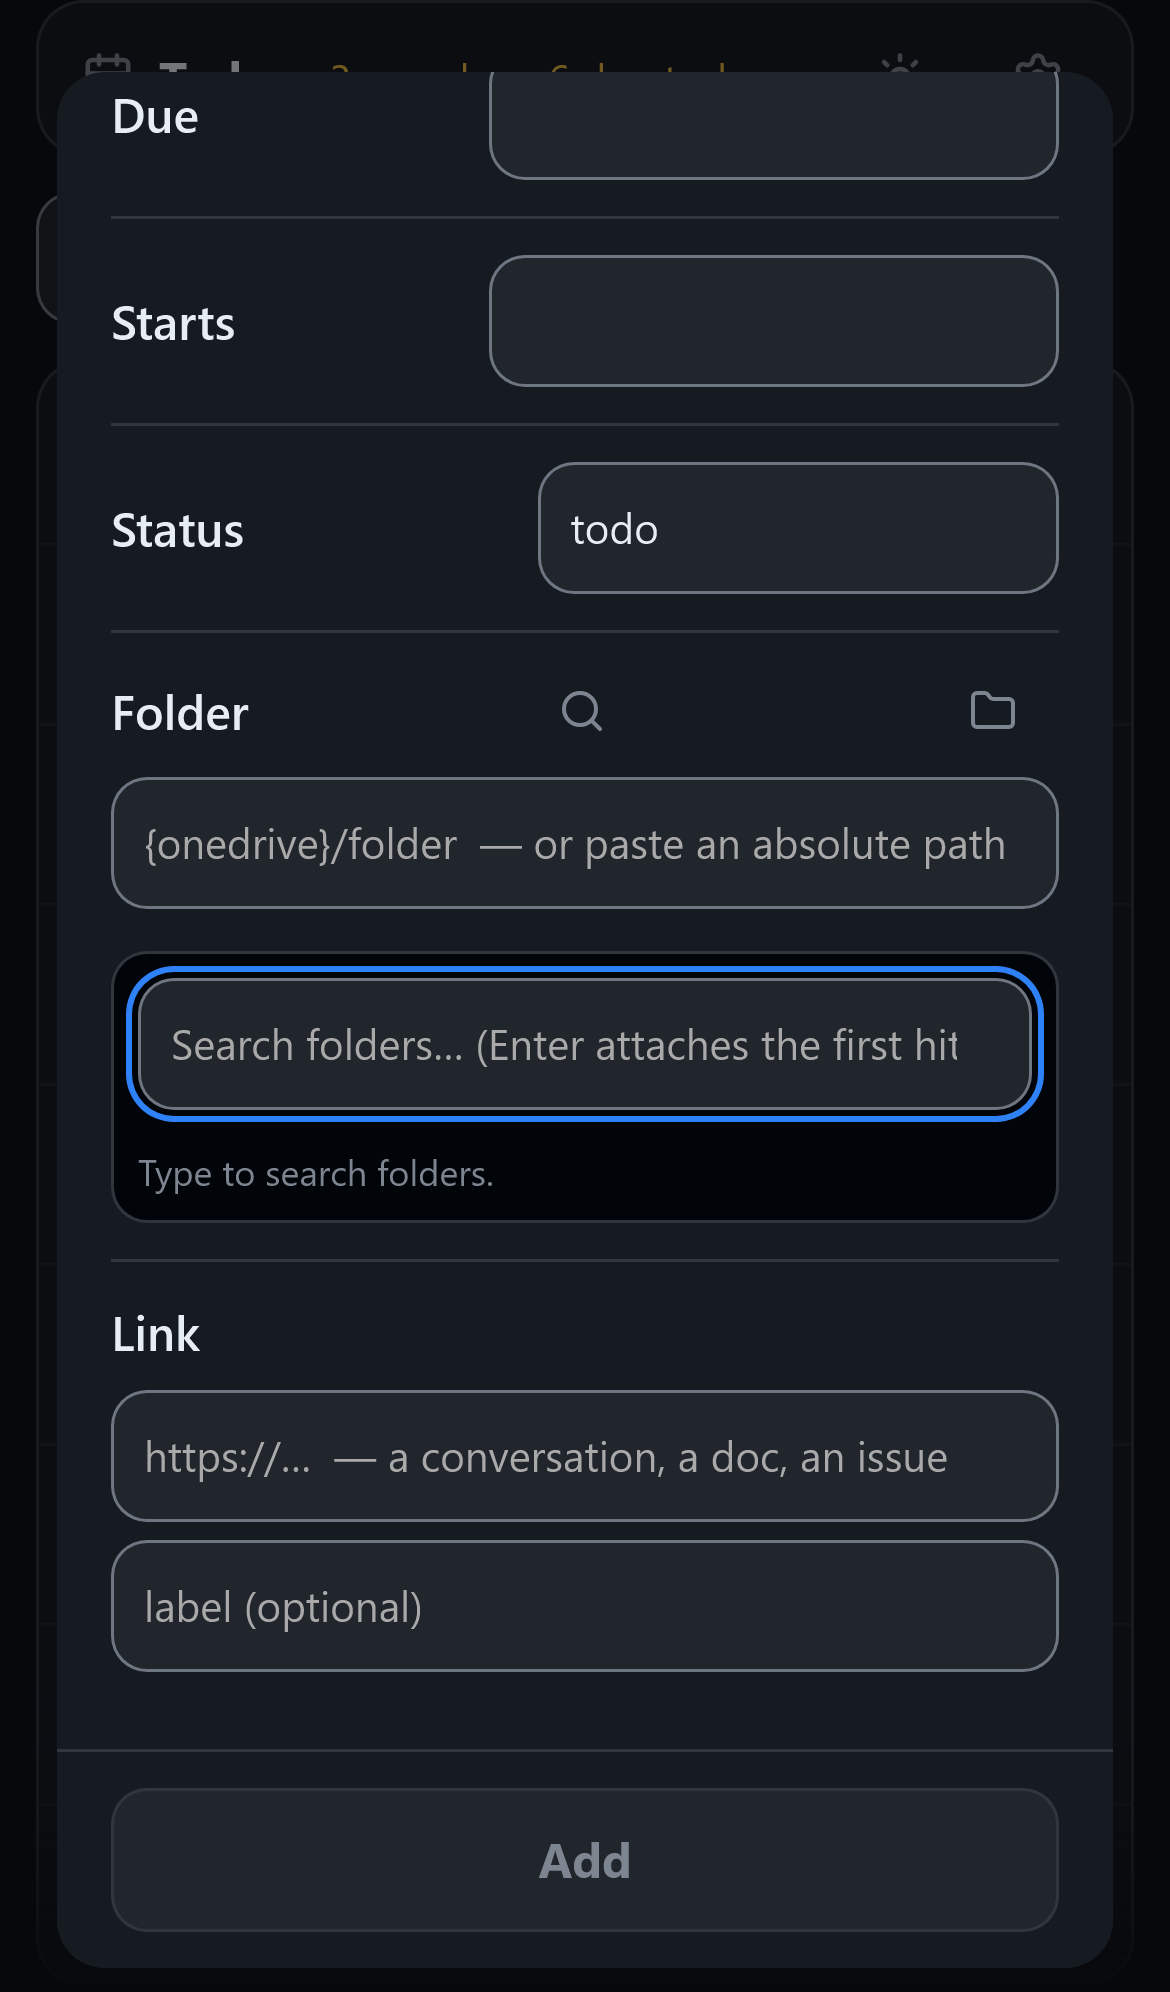 Due
Starts
Status
todo
Folder
{onedrive}/folder — or paste an absolute path
Search folders... (Enter attaches the first hit
Type to search folders.
Link
https://... — a conversation, a doc, an issue
label (optional)
Add